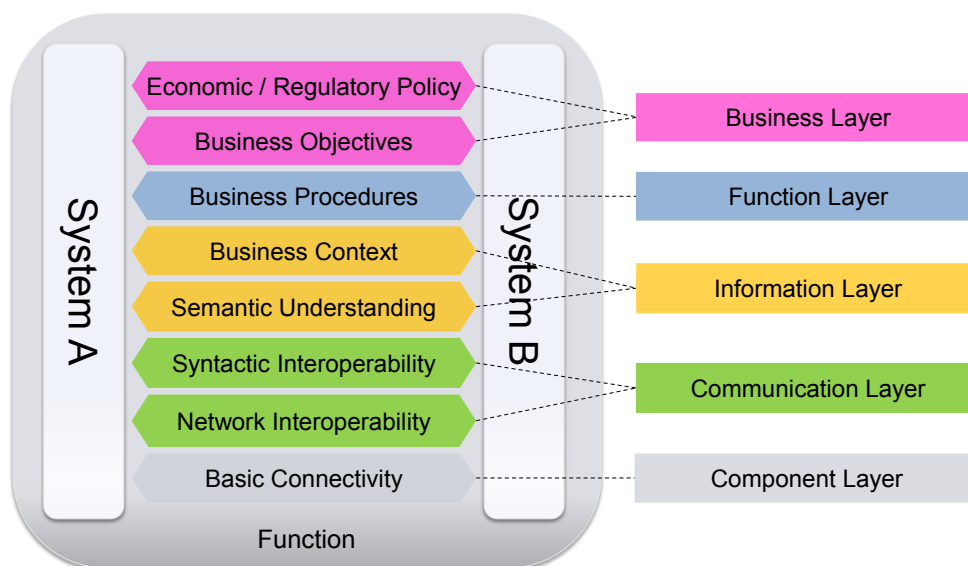 System A
Economic / Regulatory Policy
Business Objectives
Business Procedures
Business Context
Semantic Understanding
Syntactic Interoperability
Network Interoperability
Basic Connectivity
System B
Function
Business Layer
Function Layer
Information Layer
Communication Layer
Component Layer